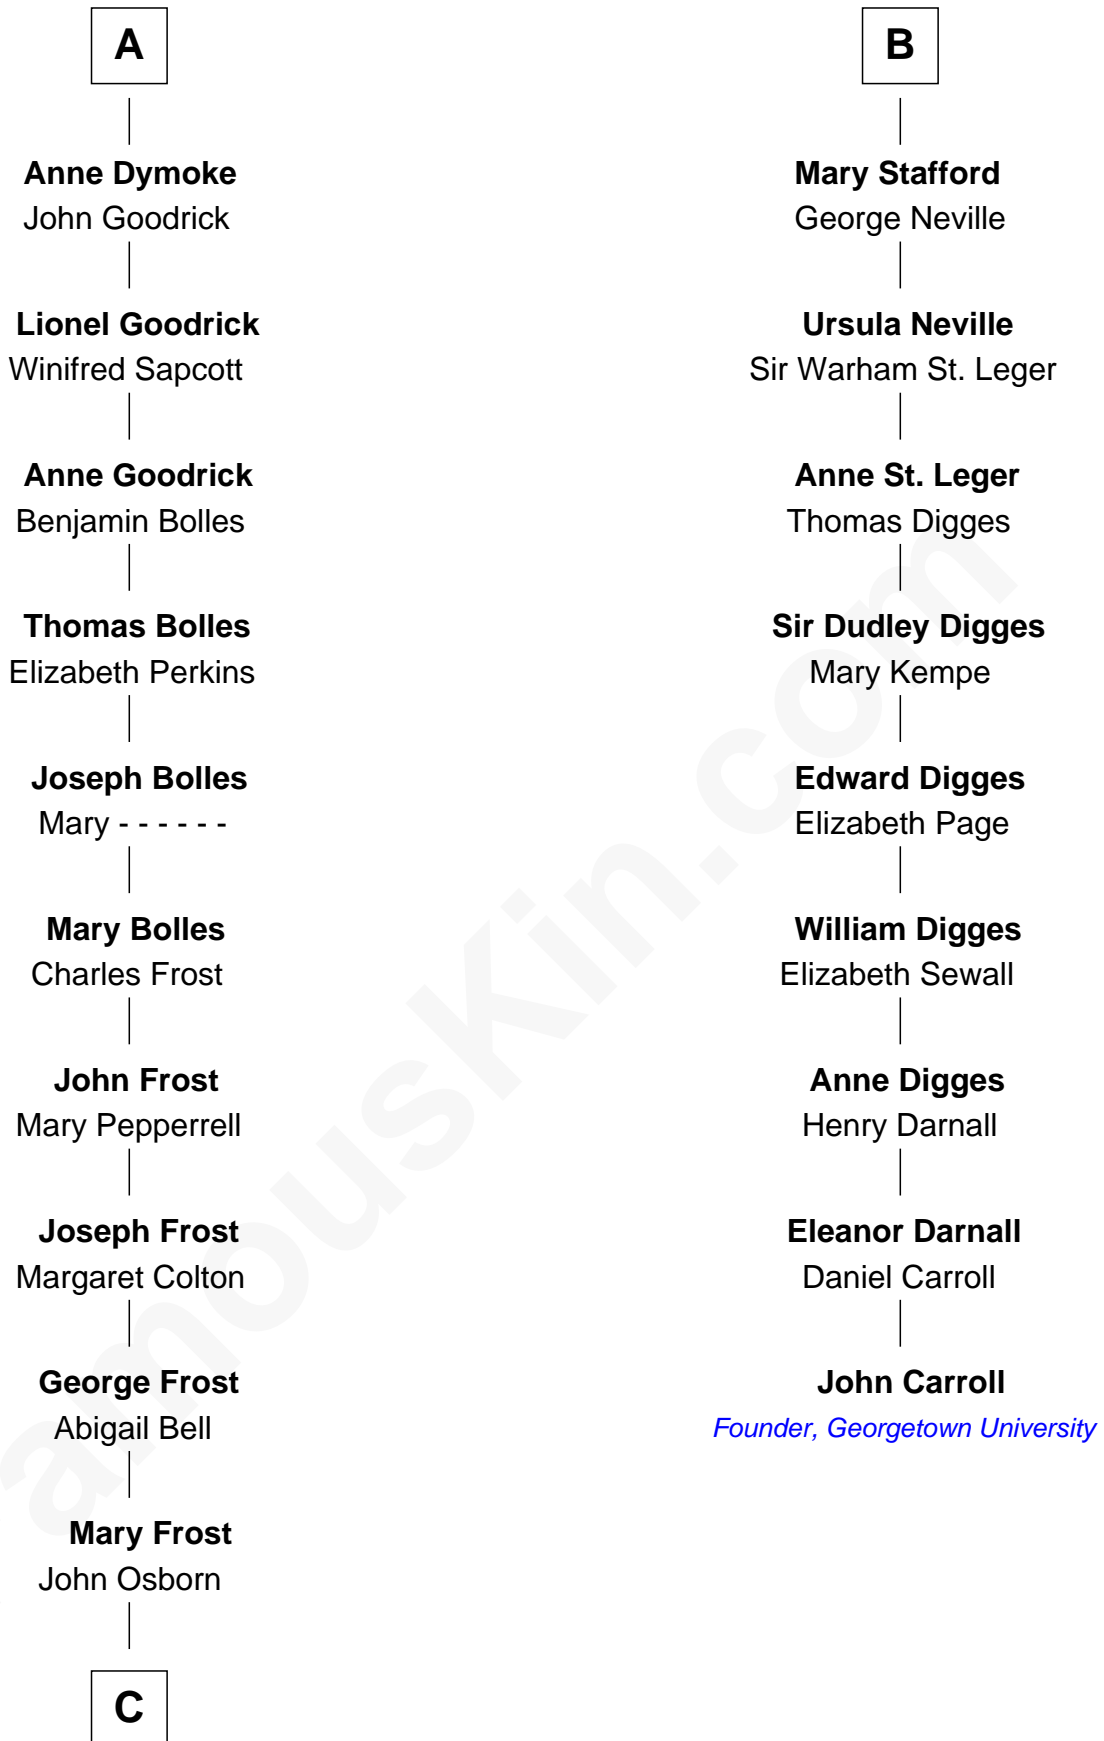 A
Anne Dymoke
John Goodrick
Lionel Goodrick
Winifred Sapcott
Anne Goodrick
Benjamin Bolles
Thomas Bolles
Elizabeth Perkins
Joseph Bolles
Mary - - - - - -
Mary Bolles
Charles Frost
John Frost
Mary Pepperrell
Joseph Frost
Margaret Colton
George Frost
Abigail Bell
Mary Frost
John Osborn
C
B
Mary Stafford
George Neville
Ursula Neville
Sir Warham St. Leger
Anne St. Leger
Thomas Digges
Sir Dudley Digges
Mary Kempe
Edward Digges
Elizabeth Page
William Digges
Elizabeth Sewall
Anne Digges
Henry Darnall
Eleanor Darnall
Daniel Carroll
John Carroll
Founder, Georgetown University
amousKin.com